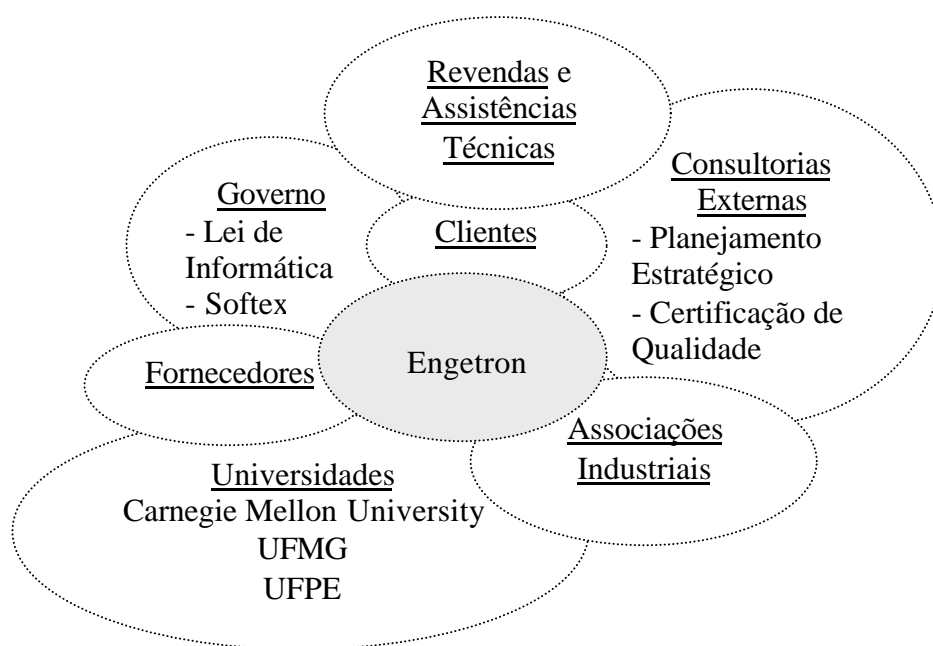 Revendas e
Assistências
Técnicas
Governo
- Lei de
Informática
- Softex
Clientes
Consultorias
Externas
- Planejamento
Estratégico
- Certificação de
Qualidade
Fornecedores
Engetron
Associações
Industriais
Universidades
Carnegie Mellon University
UFMG
UFPE